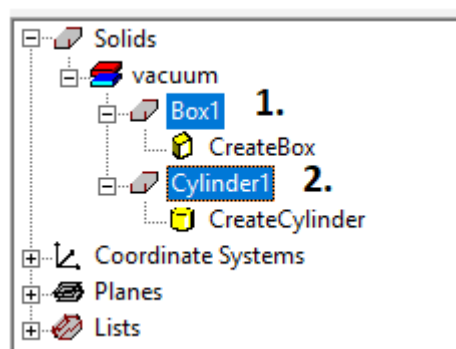 Solids
vacuum
Box1 1.
CreateBox
Cylinder1 2.
CreateCylinder
Coordinate Systems
Planes
Lists